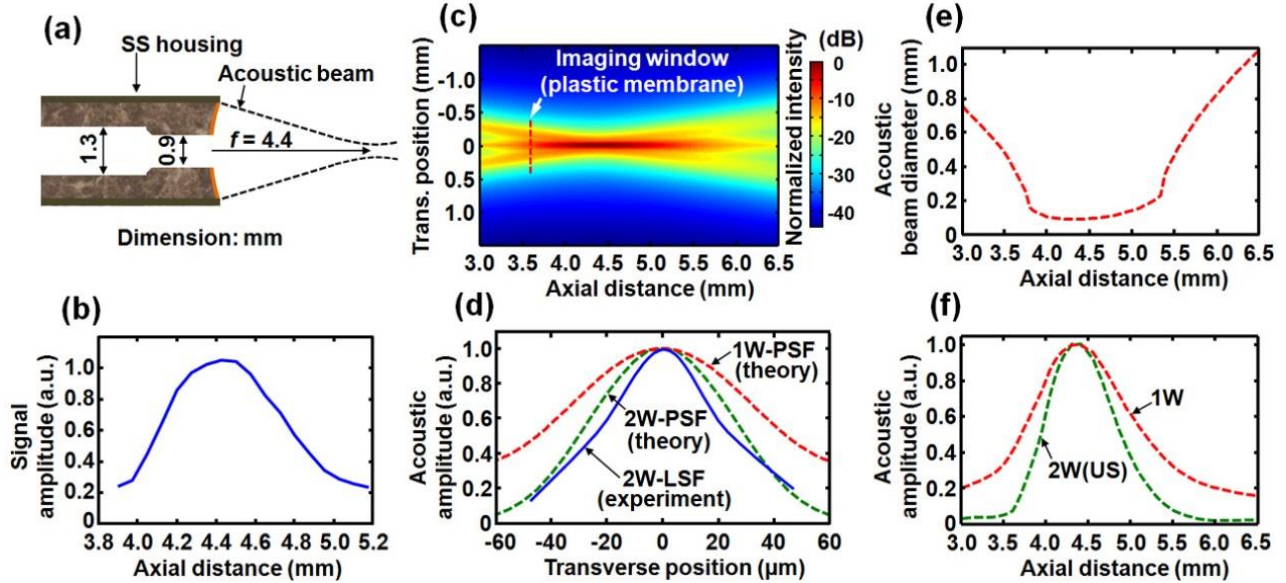 (a)
SS housing
Acoustic beam
1.3
0.9
f = 4.4
Dimension: mm
(b)
Signal
amplitude (a.u.)
1.0
0.8
0.6
0.4
0.2
0
3.8 4.0 4.2 4.4 4.6 4.8 5.0 5.2
Axial distance (mm)
(c)
Imaging window
(plastic membrane)
Trans. position (mm)
-1.0
-0.5
0
0.5
1.0
3.0 3.5 4.0 4.5 5.0 5.5 6.0 6.5
Axial distance (mm)
Normalized intensity
(dB)
0
-10
-20
-30
-40
(d)
Acoustic
amplitude (a.u.)
1.0
0.8
0.6
0.4
0.2
0
1W-PSF
(theory)
2W-PSF
(theory)
2W-LSF
(experiment)
-60 -40 -20 0 20 40 60
Transverse position (μm)
(e)
Acoustic
beam diameter (mm)
1.0
0.8
0.6
0.4
0.2
0
3.0 3.5 4.0 4.5 5.0 5.5 6.0 6.5
Axial distance (mm)
(f)
Acoustic
amplitude (a.u.)
1.0
0.8
0.6
0.4
0.2
0
1W
2W(US)
3.0 3.5 4.0 4.5 5.0 5.5 6.0 6.5
Axial distance (mm)